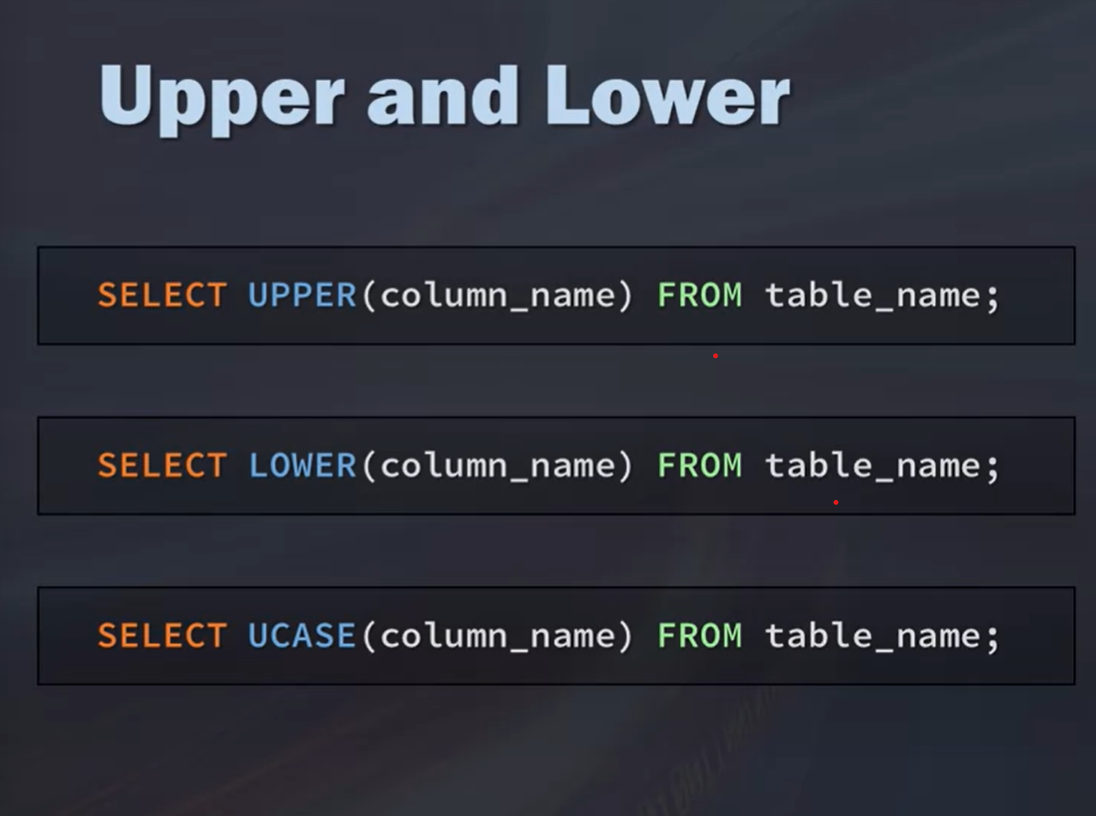 Upper and Lower
SELECT UPPER(column_name) FROM table_name;
SELECT LOWER(column_name) FROM table_name;
SELECT UCASE(column_name) FROM table_name;